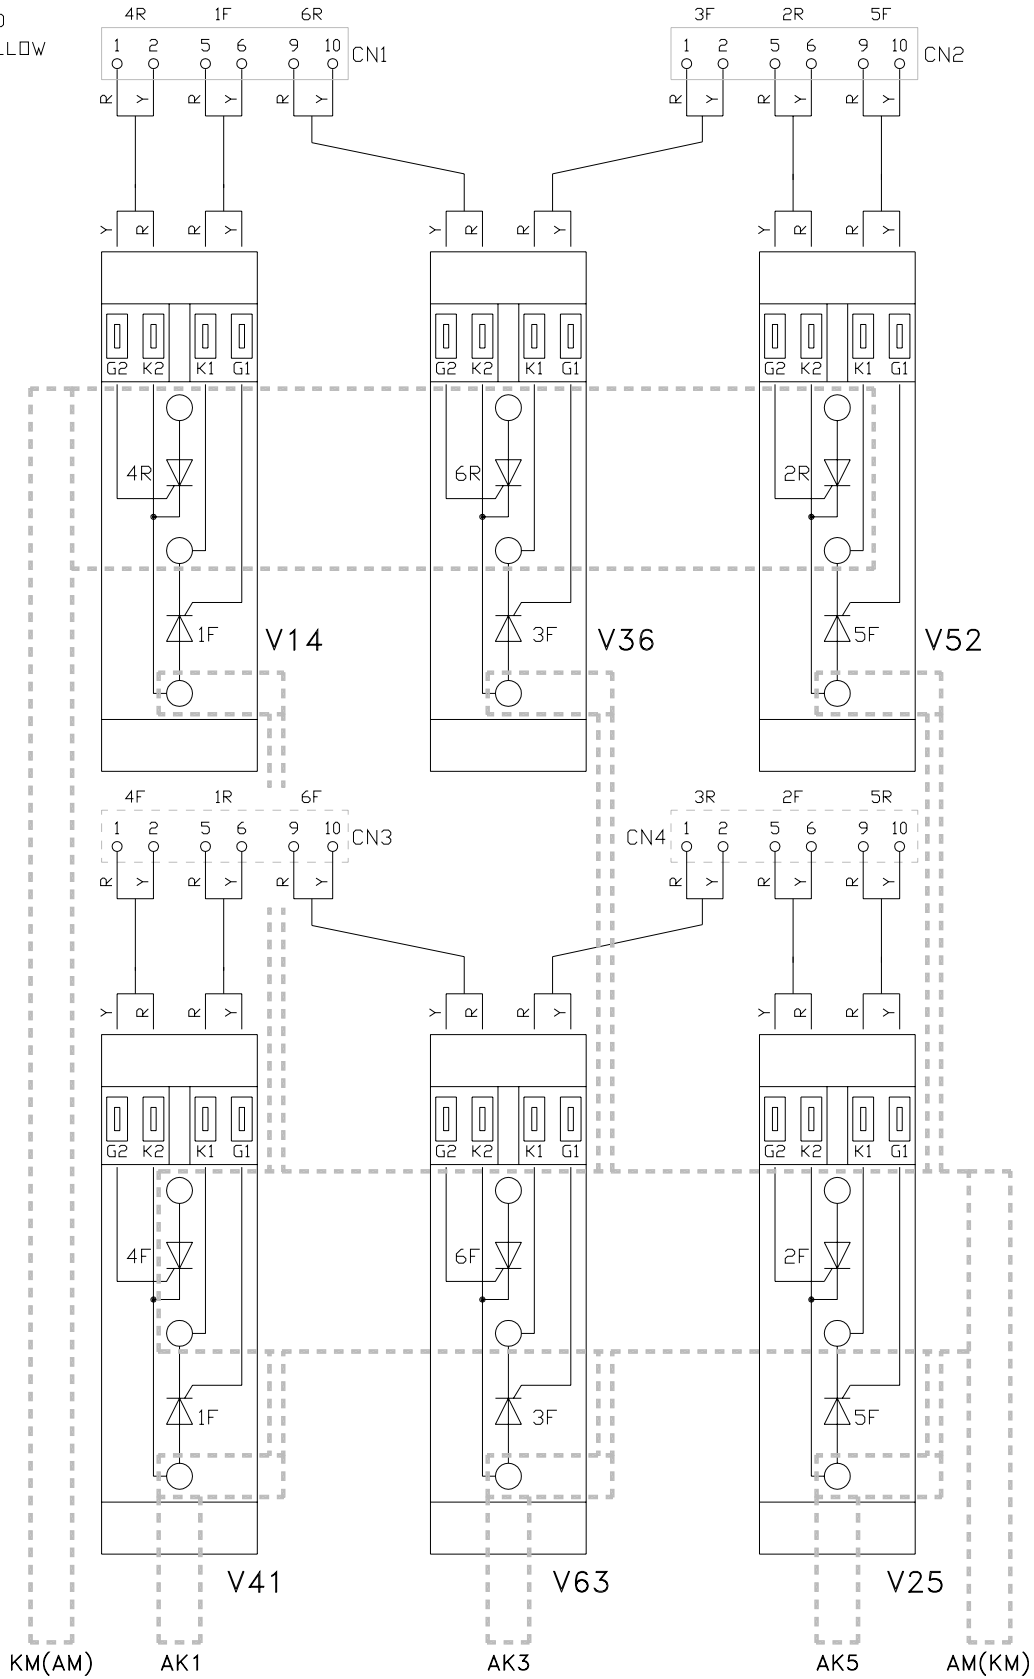 4R 1F 6R 3F 2R 5F
1 2 5 6 9 10 CN1 1 2 5 6 9 10 CN2
LLOW
R Y R Y R Y R Y R Y R Y
Y R R Y Y R R Y Y R R Y
G2 K2 K1 G1 G2 K2 K1 G1 G2 K2 K1 G1
4R 6R 2R
1F V14 3F V36 5F V52
4F 1R 6F 3R 2F 5R
1 2 5 6 9 10 CN3 CN4 1 2 5 6 9 10
R Y R Y R Y R Y R Y R Y
Y R R Y Y R R Y Y R R Y
G2 K2 K1 G1 G2 K2 K1 G1 G2 K2 K1 G1
4F 6F 2F
1F 3F 5F
V41 V63 V25
KM(AM) AK1 AK3 AK5 AM(KM)